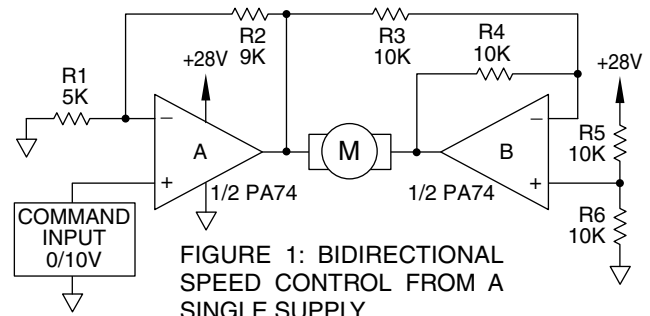 R2
9K
R3
10K
R4
10K
+28V
+28V
R1
5K
–
A
+
M
–
B
+
R5
10K
1/2 PA74
1/2 PA74
R6
10K
COMMAND
INPUT
0/10V
FIGURE 1: BIDIRECTIONAL
SPEED CONTROL FROM A
SINGLE SUPPLY